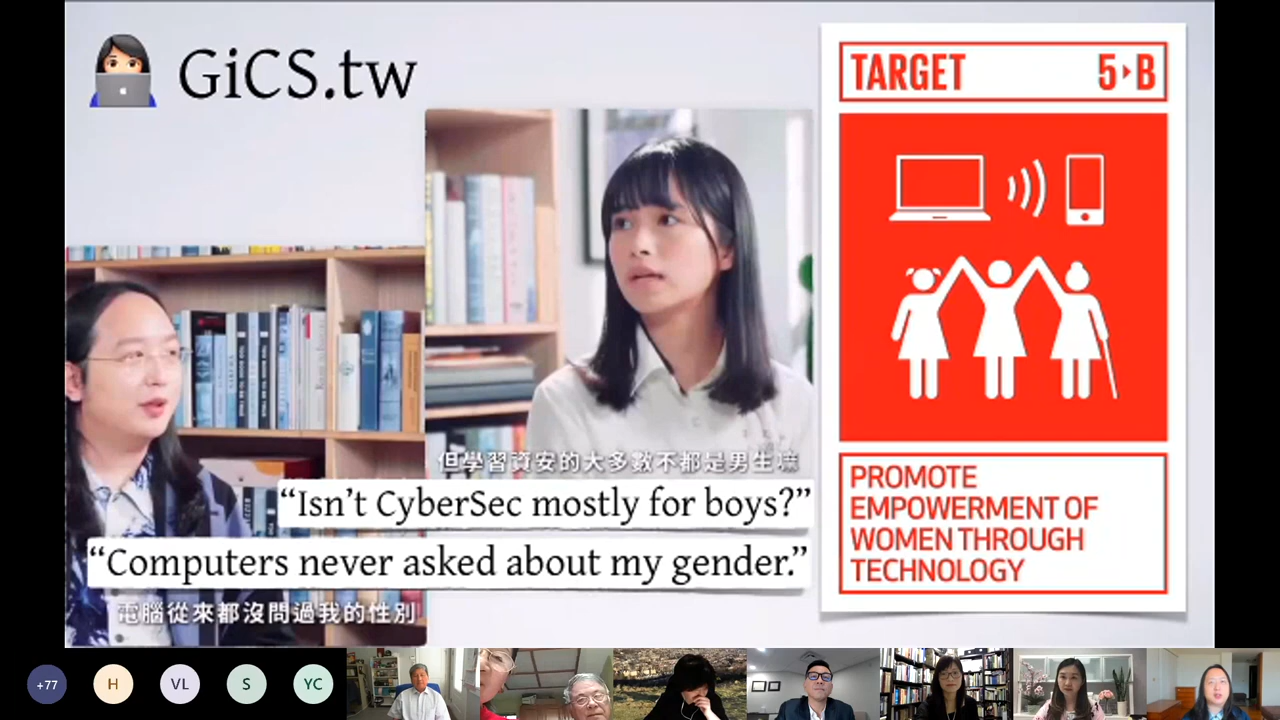 GiCS.tw
TARGET 5▸B
但學習資安的大多數不都是男生嘛
“Isn’t CyberSec mostly for boys?”
“Computers never asked about my gender.”
電腦從來都沒問過我的性別
PROMOTE
EMPOWERMENT OF
WOMEN THROUGH
TECHNOLOGY
+77
H
VL
S
YC